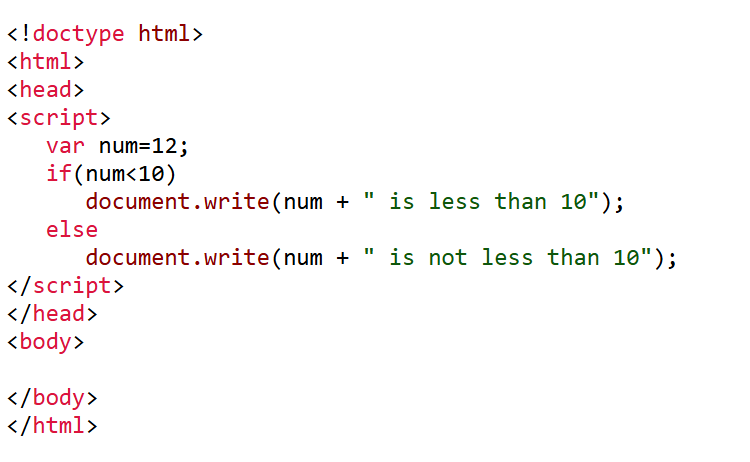 <!doctype html>
<html>
<head>
<script>
   var num=12;
   if(num<10)
      document.write(num + " is less than 10");
   else
      document.write(num + " is not less than 10");
</script>
</head>
<body>

</body>
</html>